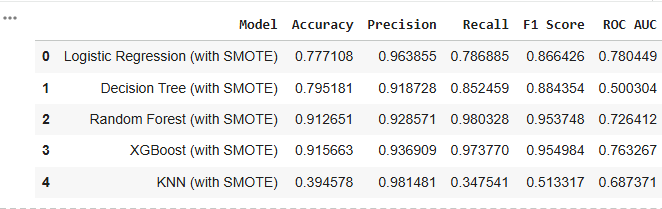 Model Accuracy Precision Recall F1 Score ROC AUC
0 Logistic Regression (with SMOTE) 0.777108 0.963855 0.786885 0.866426 0.780449
1 Decision Tree (with SMOTE) 0.795181 0.918728 0.852459 0.884354 0.500304
2 Random Forest (with SMOTE) 0.912651 0.928571 0.980328 0.953748 0.726412
3 XGBoost (with SMOTE) 0.915663 0.936909 0.973770 0.954984 0.763267
4 KNN (with SMOTE) 0.394578 0.981481 0.347541 0.513317 0.687371